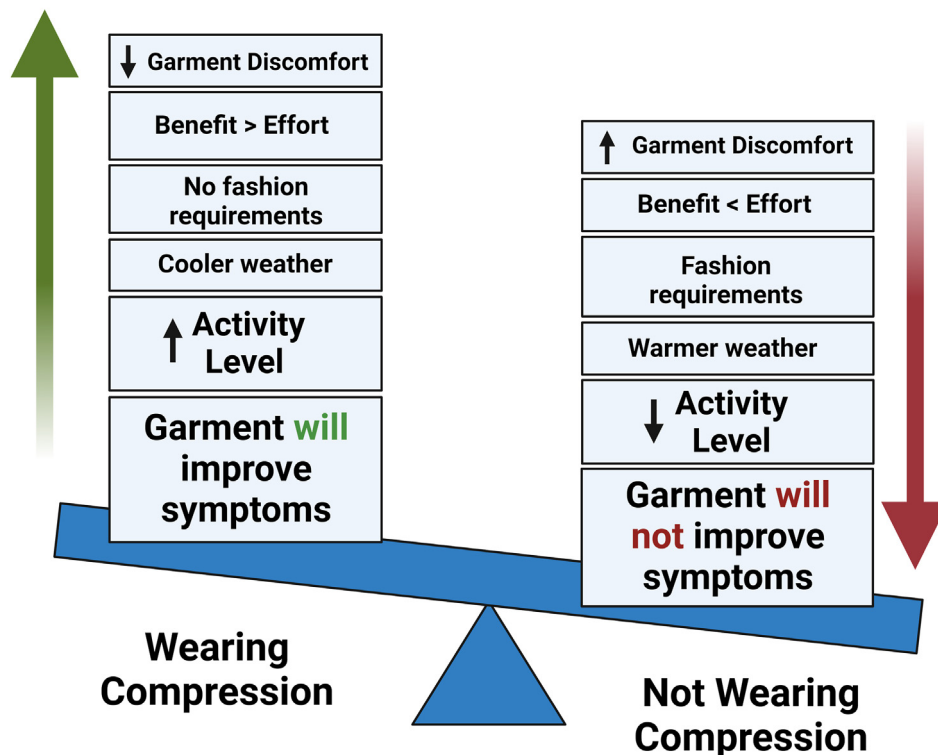 ↓ Garment Discomfort
Benefit > Effort
No fashion
requirements
Cooler weather
↑ Activity
Level
Garment will
improve
symptoms
Wearing
Compression
↑ Garment Discomfort
Benefit < Effort
Fashion
requirements
Warmer weather
↓ Activity
Level
Garment will
not improve
symptoms
Not Wearing
Compression